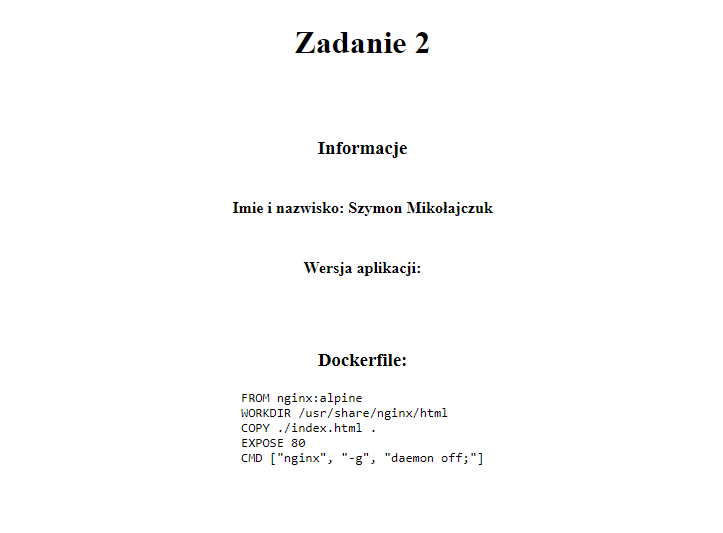 Zadanie 2
Informacje
Imie i nazwisko: Szymon Mikołajczuk
Wersja aplikacji:
Dockerfile:
FROM nginx:alpine
WORKDIR /usr/share/nginx/html
COPY ./index.html .
EXPOSE 80
CMD ["nginx", "-g", "daemon off;"]